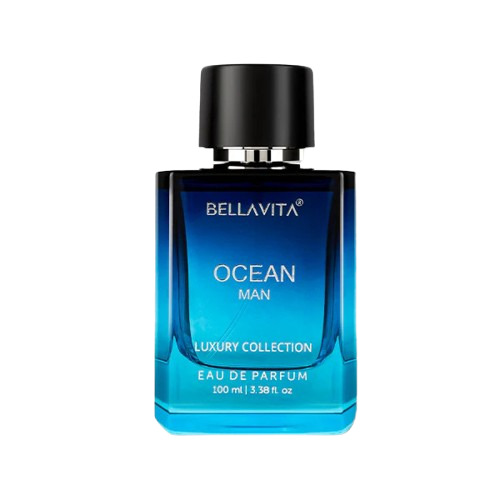 BELLAVITA®
OCEAN
MAN
LUXURY COLLECTION
EAU DE PARFUM
100 ml | 3.38 fl. oz